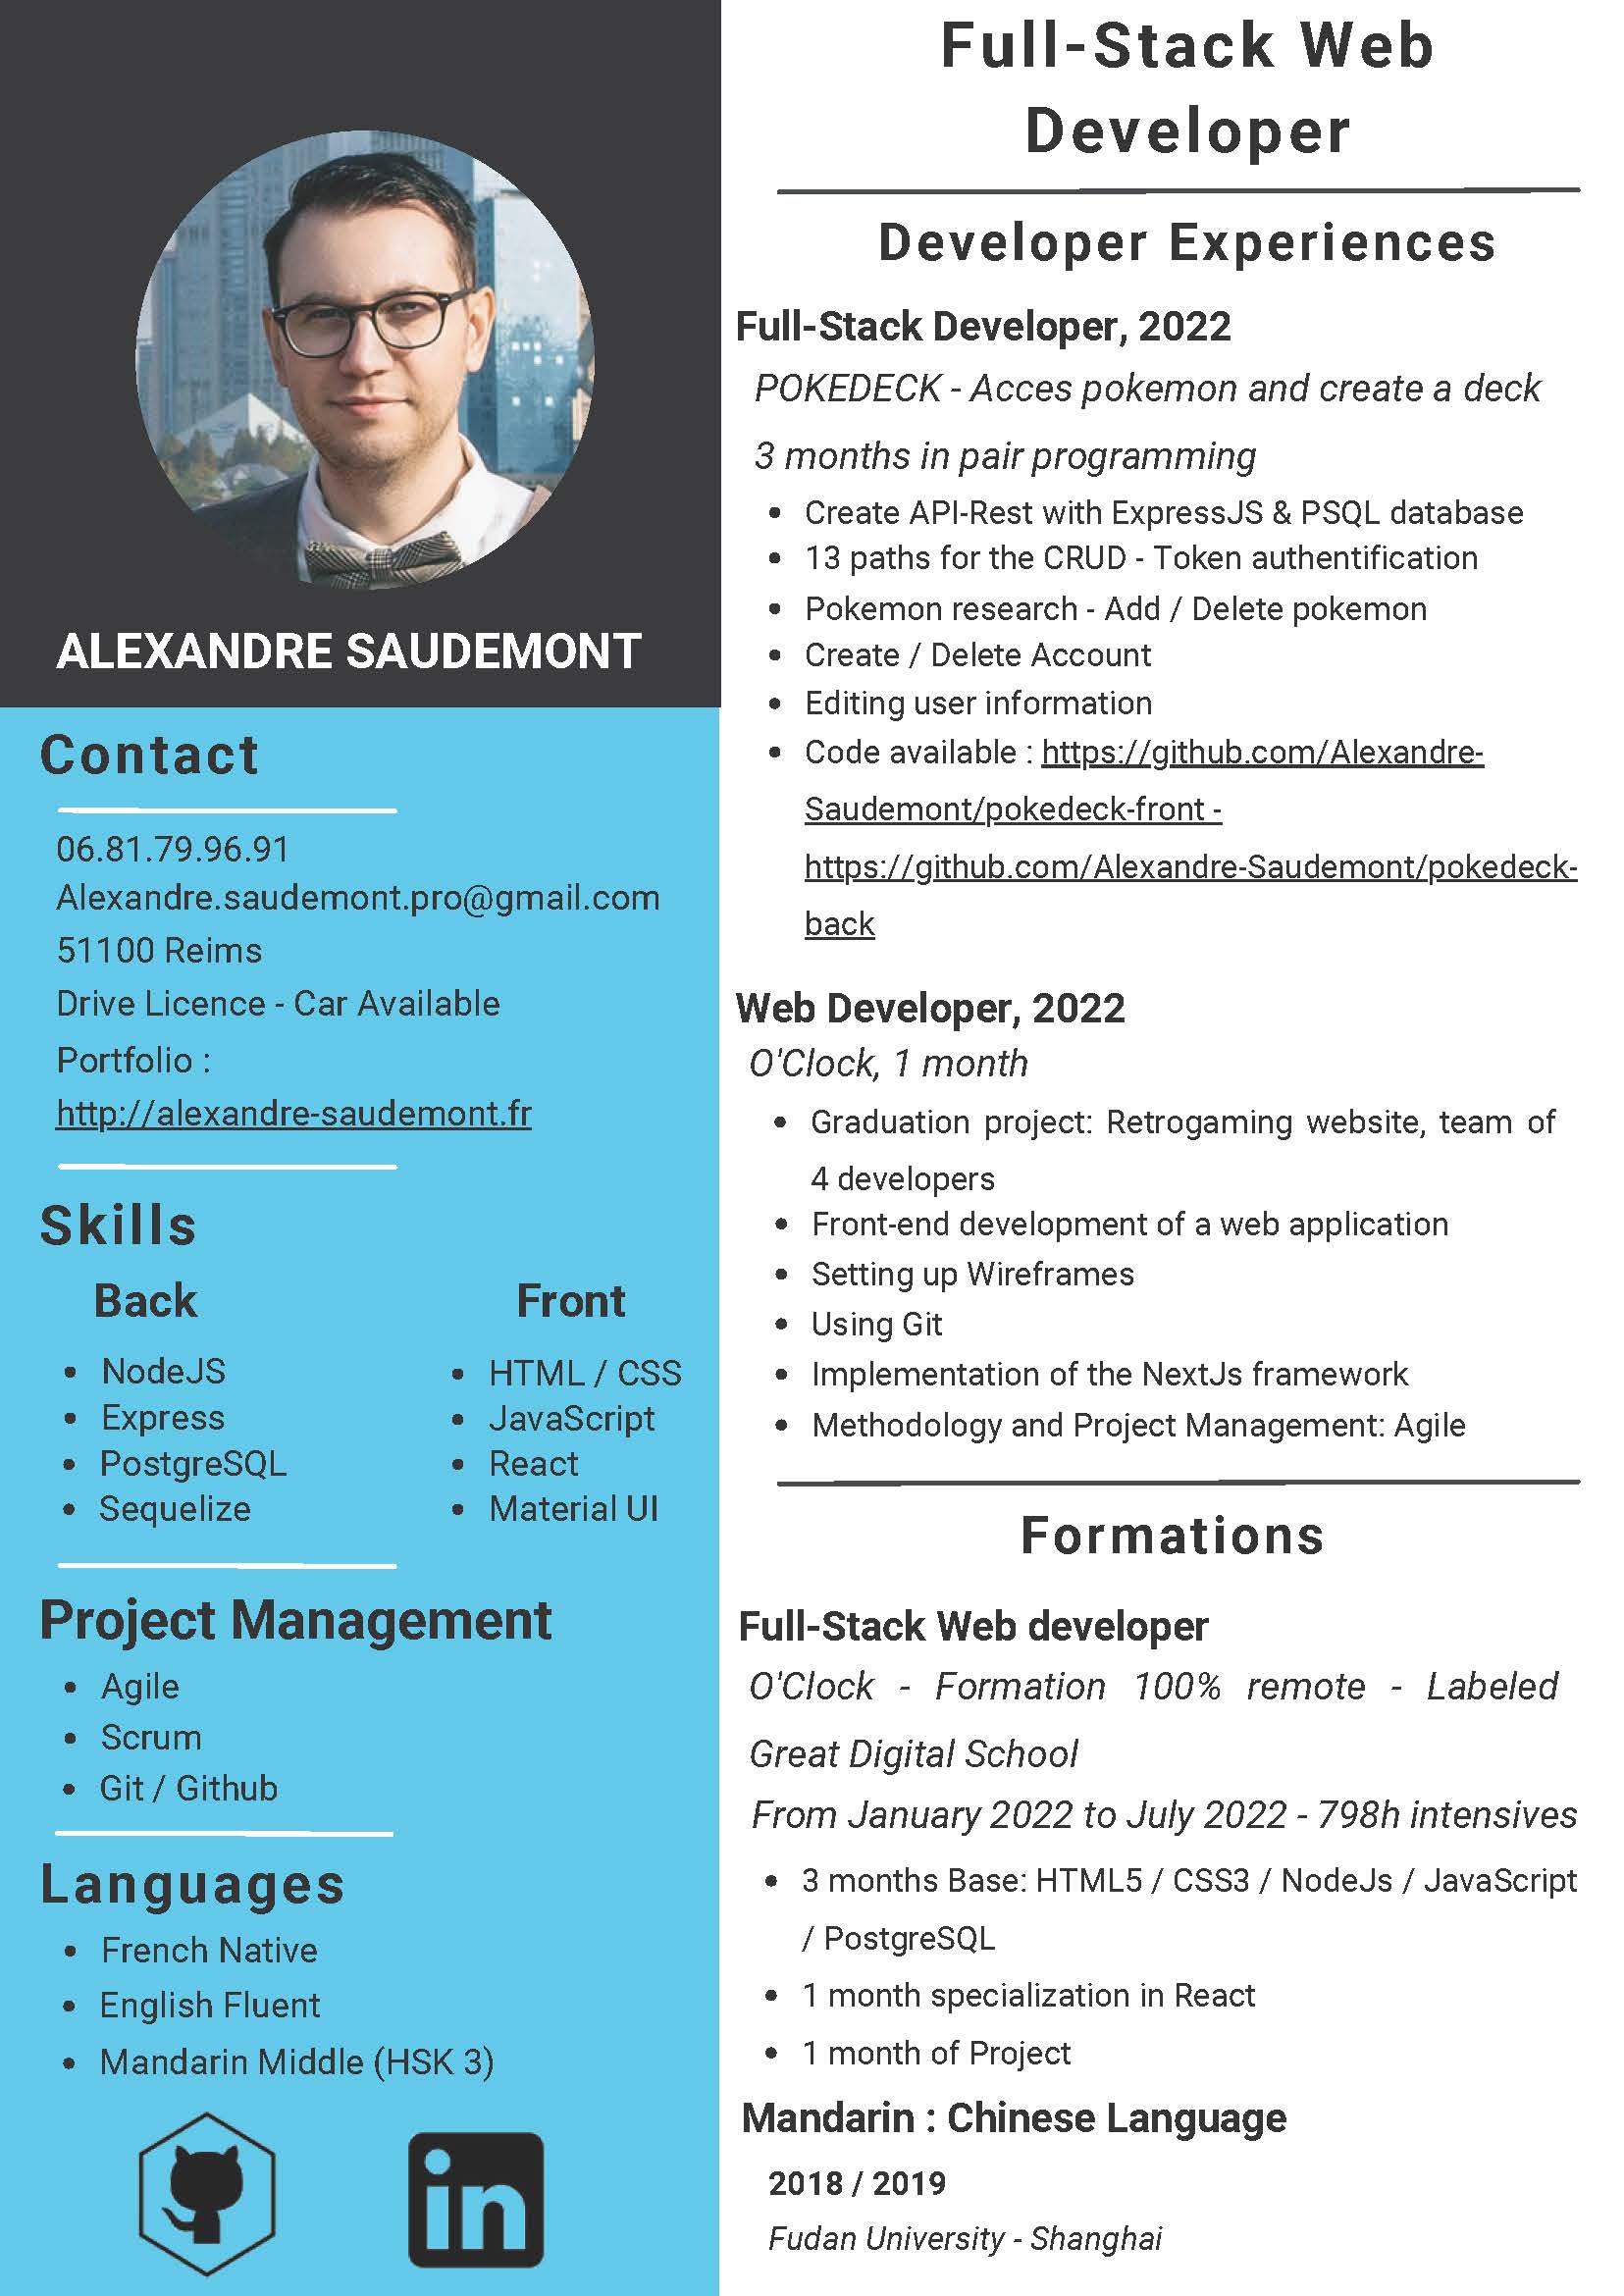 ALEXANDRE SAUDEMONT
Contact
06.81.79.96.91
Alexandre.saudemont.pro@gmail.com
51100 Reims
Drive Licence - Car Available
Portfolio :
http://alexandre-saudemont.fr
Skills
Back
NodeJS
Express
PostgreSQL
Sequelize
Front
HTML / CSS
JavaScript
React
Material UI
Project Management
Agile
Scrum
Git / Github
Languages
French Native
English Fluent
Mandarin Middle (HSK 3)
in
Full-Stack Web
Developer
Developer Experiences
Full-Stack Developer, 2022
POKEDECK - Acces pokemon and create a deck
3 months in pair programming
Create API-Rest with ExpressJS & PSQL database
13 paths for the CRUD - Token authentification
Pokemon research - Add / Delete pokemon
Create / Delete Account
Editing user information
Code available : https://github.com/Alexandre-
Saudemont/pokedeck-front -
https://github.com/Alexandre-Saudemont/pokedeck-
back
Web Developer, 2022
O'Clock, 1 month
Graduation project: Retrogaming website, team of
4 developers
Front-end development of a web application
Setting up Wireframes
Using Git
Implementation of the NextJs framework
Methodology and Project Management: Agile
Formations
Full-Stack Web developer
O'Clock - Formation 100% remote - Labeled
Great Digital School
From January 2022 to July 2022 - 798h intensives
3 months Base: HTML5 / CSS3 / NodeJs / JavaScript
/ PostgreSQL
1 month specialization in React
1 month of Project
Mandarin : Chinese Language
2018 / 2019
Fudan University - Shanghai